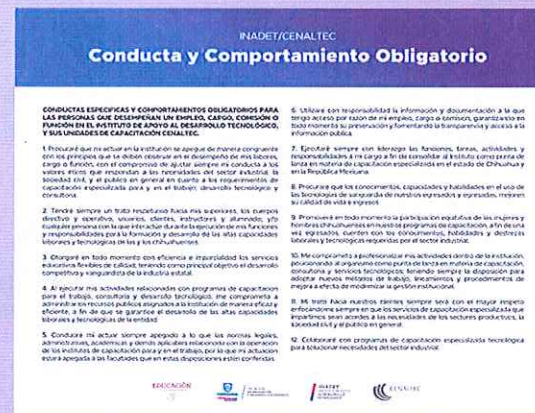 INADET/CENALTEC
Conducta y Comportamiento Obligatorio
CONDUCTAS ESPECIFICAS Y COMPORTAMIENTOS OBLIGATORIOS PARA
LAS PERSONAS QUE DESEMPEÑAN UN EMPLEO, CARGO, COMISIÓN O
FUNCIÓN EN EL INSTITUTO DE APOYO AL DESARROLLO TECNOLÓGICO,
Y SUS UNIDADES DE CAPACITACIÓN CENALTEC.
1. Procuraré que mi actuar en la institución se apegue de manera congruente
con los principios que se deben observar en el desempeño de mis labores,
cargo o función, con el compromiso de ajustar siempre mi conducta a los
valores éticos que respondan a las necesidades del sector industrial, la
sociedad civil, y al público en general en cuanto a los requerimientos de
capacitación especializada para y en el trabajo; desarrollo tecnológico y
consultoría.
2. Tendré siempre un trato respetuoso hacia mis superiores, los cuerpos
directivo y operativo, usuarios, clientes, instructores y alumnado; y/o
cualquier persona con la que interactúe durante la ejecución de mis funciones
y responsabilidades para la formación y desarrollo de las altas capacidades
laborales y tecnológicas de las y los chihuahuenses.
3. Otorgaré en todo momento con eficiencia e imparcialidad los servicios
educativos flexibles de calidad, teniendo como principal objetivo el desarrollo
competitivo y vanguardista de la industria estatal.
4. Al ejecutar mis actividades relacionadas con programas de capacitación
para el trabajo, consultoría y desarrollo tecnológico, me comprometo a
administrar los recursos públicos asignados a la institución de manera eficaz y
eficiente, a fin de que se garantice el desarrollo de las altas capacidades
laborales y tecnológicas de la entidad.
5. Conduciré mi actuar siempre apegado a lo que las normas legales,
administrativas, académicas y demás aplicables relacionadas con la operación
de los institutos de capacitación para y en el trabajo, por lo que mi actuación
estará apegada a las facultades que en estas disposiciones estén conferidas.
6. Utilizaré con responsabilidad la información y documentación a la que
tengo acceso por razón de mi empleo, cargo o comisión, garantizando en
todo momento su preservación y fomentando la transparencia y acceso a la
información pública.
7. Ejecutaré siempre con liderazgo las funciones, tareas, actividades y
responsabilidades a mi cargo a fin de consolidar al Instituto como punta de
lanza en materia de capacitación especializada en el estado de Chihuahua y
en la República Mexicana.
8. Procuraré que los conocimientos, capacidades y habilidades en el uso de
las tecnologías de vanguardia de nuestros egresados y egresadas, mejoren
su calidad de vida e ingresos.
9. Promoveré en todo momento la participación equitativa de las mujeres y
hombres chihuahuenses en nuestros programas de capacitación, a fin de una
vez egresados, cuenten con los conocimientos, habilidades y destrezas
laborales y tecnológicas requeridas por el sector industrial.
10. Me comprometo a profesionalizar mis actividades dentro de la institución,
posicionando al organismo como punta de lanza en materia de capacitación,
consultoría y servicios tecnológicos; teniendo siempre la disposición para
adoptar nuevos métodos de trabajo, lineamientos y procedimientos de
mejora a efecto de modernizar la gestión institucional.
11. Mi trato hacia nuestros clientes siempre será con el mayor respeto
enfocándome siempre en que los servicios de capacitación especializada que
impartimos sean acordes a las necesidades de los sectores productivos, la
sociedad civil y el público en general.
12. Colaboraré con programas de capacitación especializada tecnológica
para solucionar necesidades del sector industrial.
EDUCACIÓN
INADET
CENALTEC